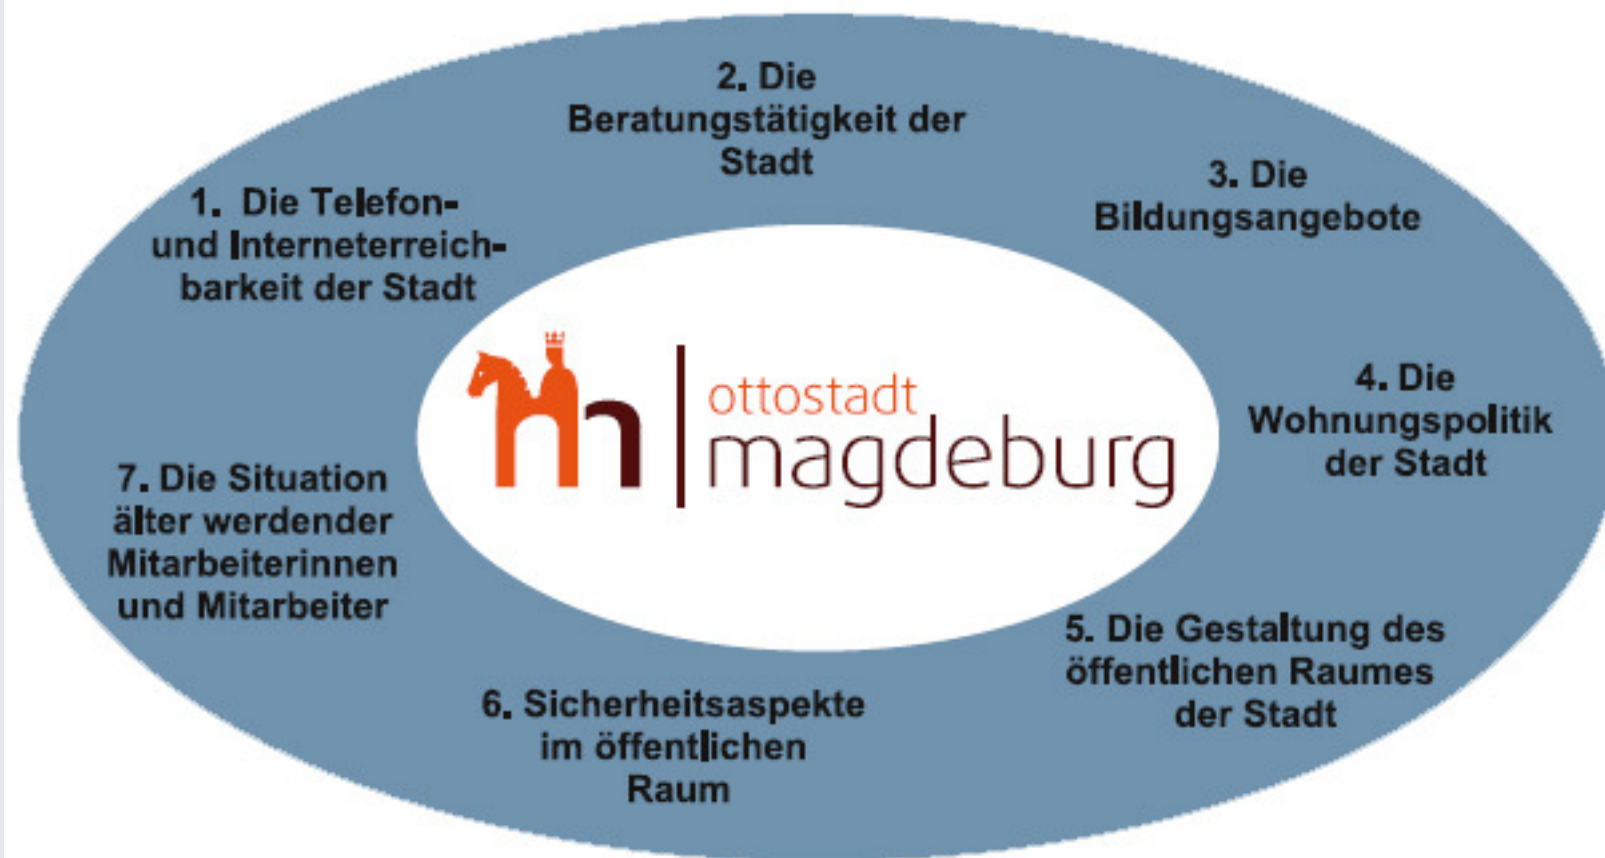 1. Die Telefon-
und Interneterreich-
barkeit der Stadt
2. Die
Beratungstätigkeit der
Stadt
3. Die
Bildungsangebote
4. Die
Wohnungspolitik
der Stadt
5. Die Gestaltung des
öffentlichen Raumes
der Stadt
6. Sicherheitsaspekte
im öffentlichen
Raum
7. Die Situation
älter werdender
Mitarbeiterinnen
und Mitarbeiter
ottostadt
magdeburg